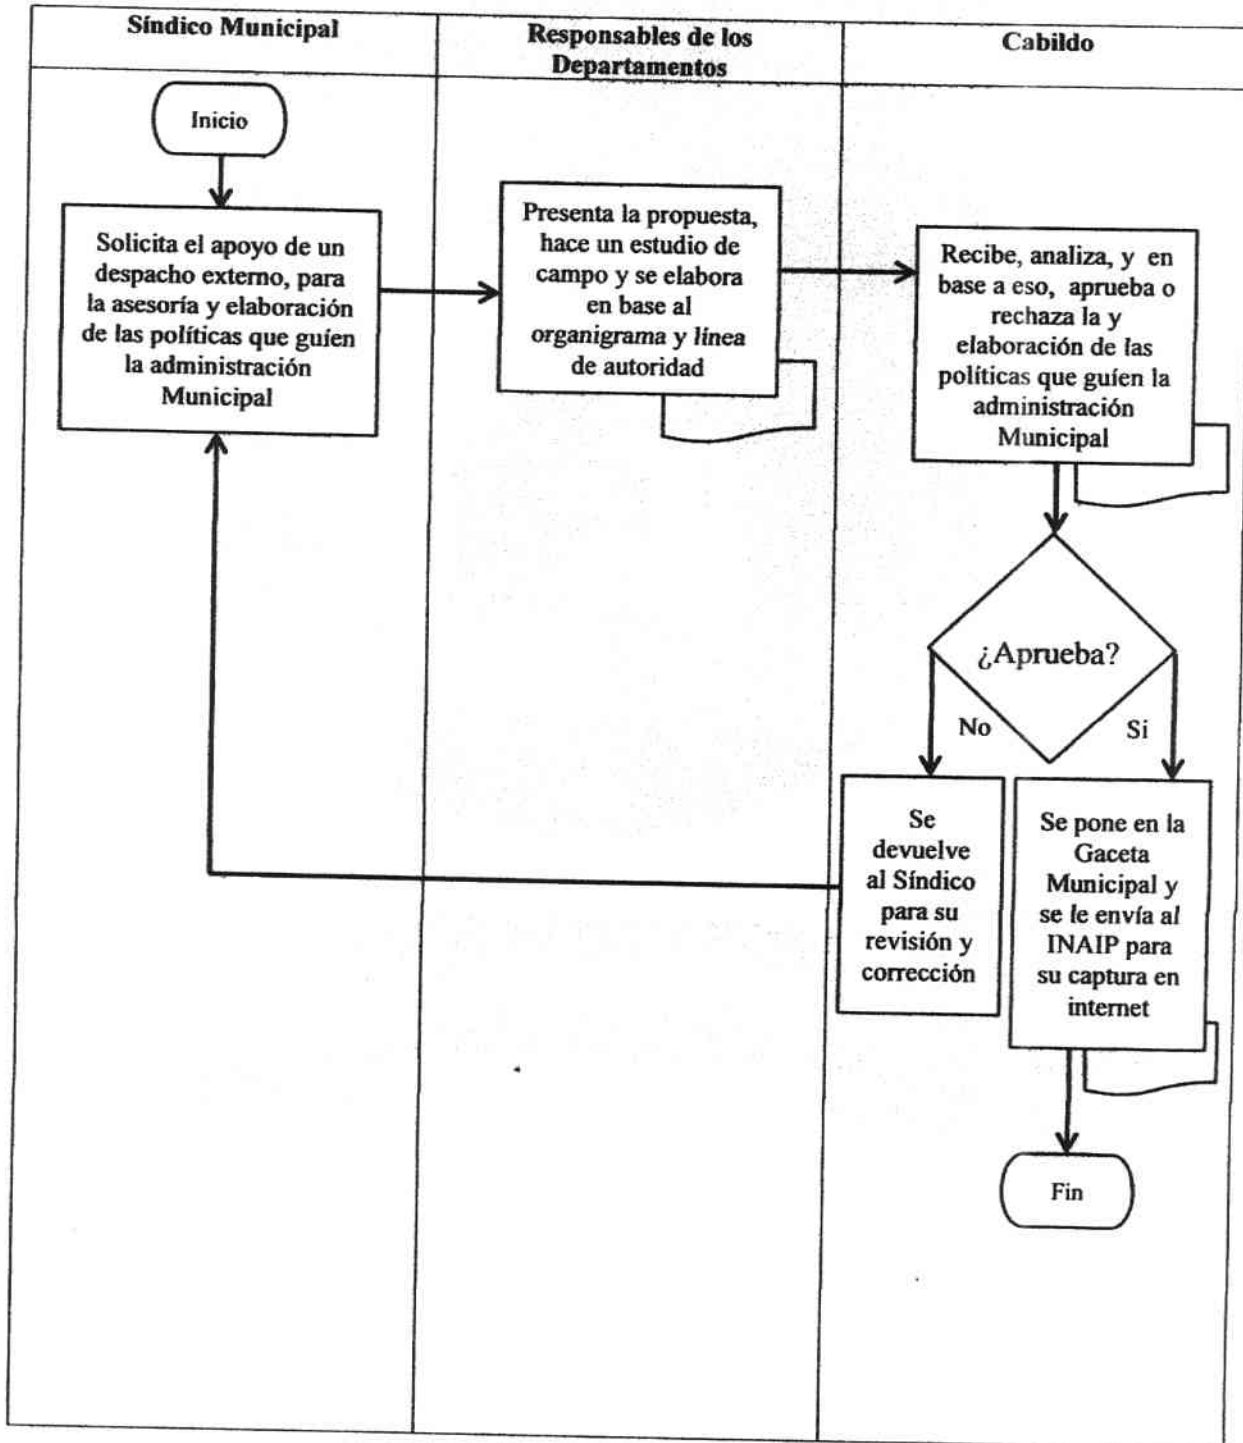 Síndico Municipal
Responsables de los
Departamentos
Cabildo
Inicio
Solicita el apoyo de un
despacho externo, para
la asesoría y elaboración
de las políticas que guíen
la administración
Municipal
Presenta la propuesta,
hace un estudio de
campo y se elabora
en base al
organigrama y línea
de autoridad
Recibe, analiza, y en
base a eso, aprueba o
rechaza la y
elaboración de las
políticas que guíen la
administración
Municipal
¿Aprueba?
No
Si
Se
devuelve
al Síndico
para su
revisión y
corrección
Se pone en la
Gaceta
Municipal y
se le envía al
INAIP para
su captura en
internet
Fin